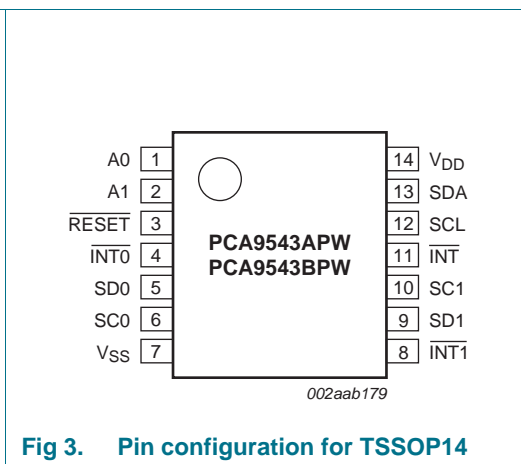 A0 1
A1 2
RESET 3
INT0 4
SD0 5
SC0 6
VSS 7
PCA9543APW
PCA9543BPW
14 VDD
13 SDA
12 SCL
11 INT
10 SC1
9 SD1
8 INT1
002aab179
Fig 3. Pin configuration for TSSOP14